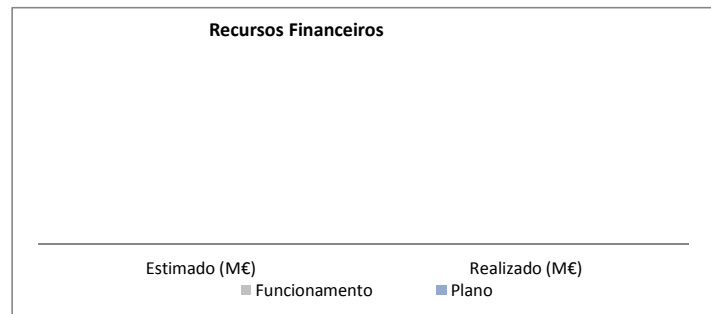 Recursos Financeiros
Estimado (M€) Realizado (M€)
Funcionamento Plano